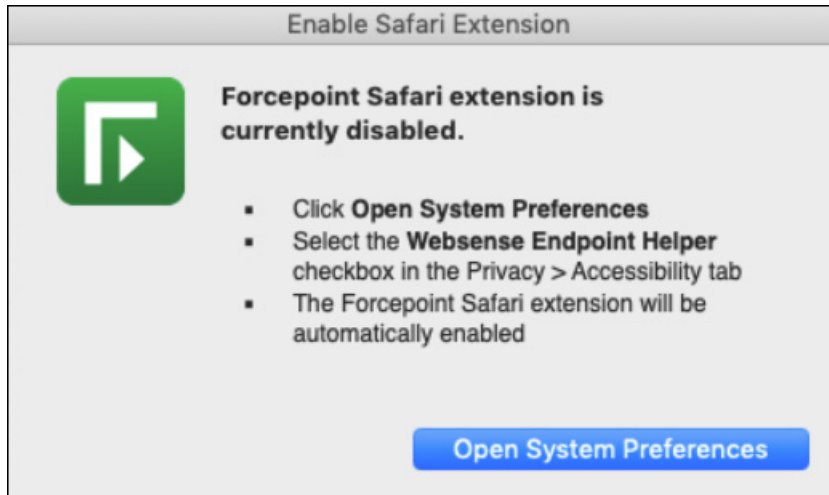 Enable Safari Extension
Forcepoint Safari extension is
currently disabled.
▪ Click Open System Preferences
▪ Select the Websense Endpoint Helper
checkbox in the Privacy > Accessibility tab
▪ The Forcepoint Safari extension will be
automatically enabled
Open System Preferences